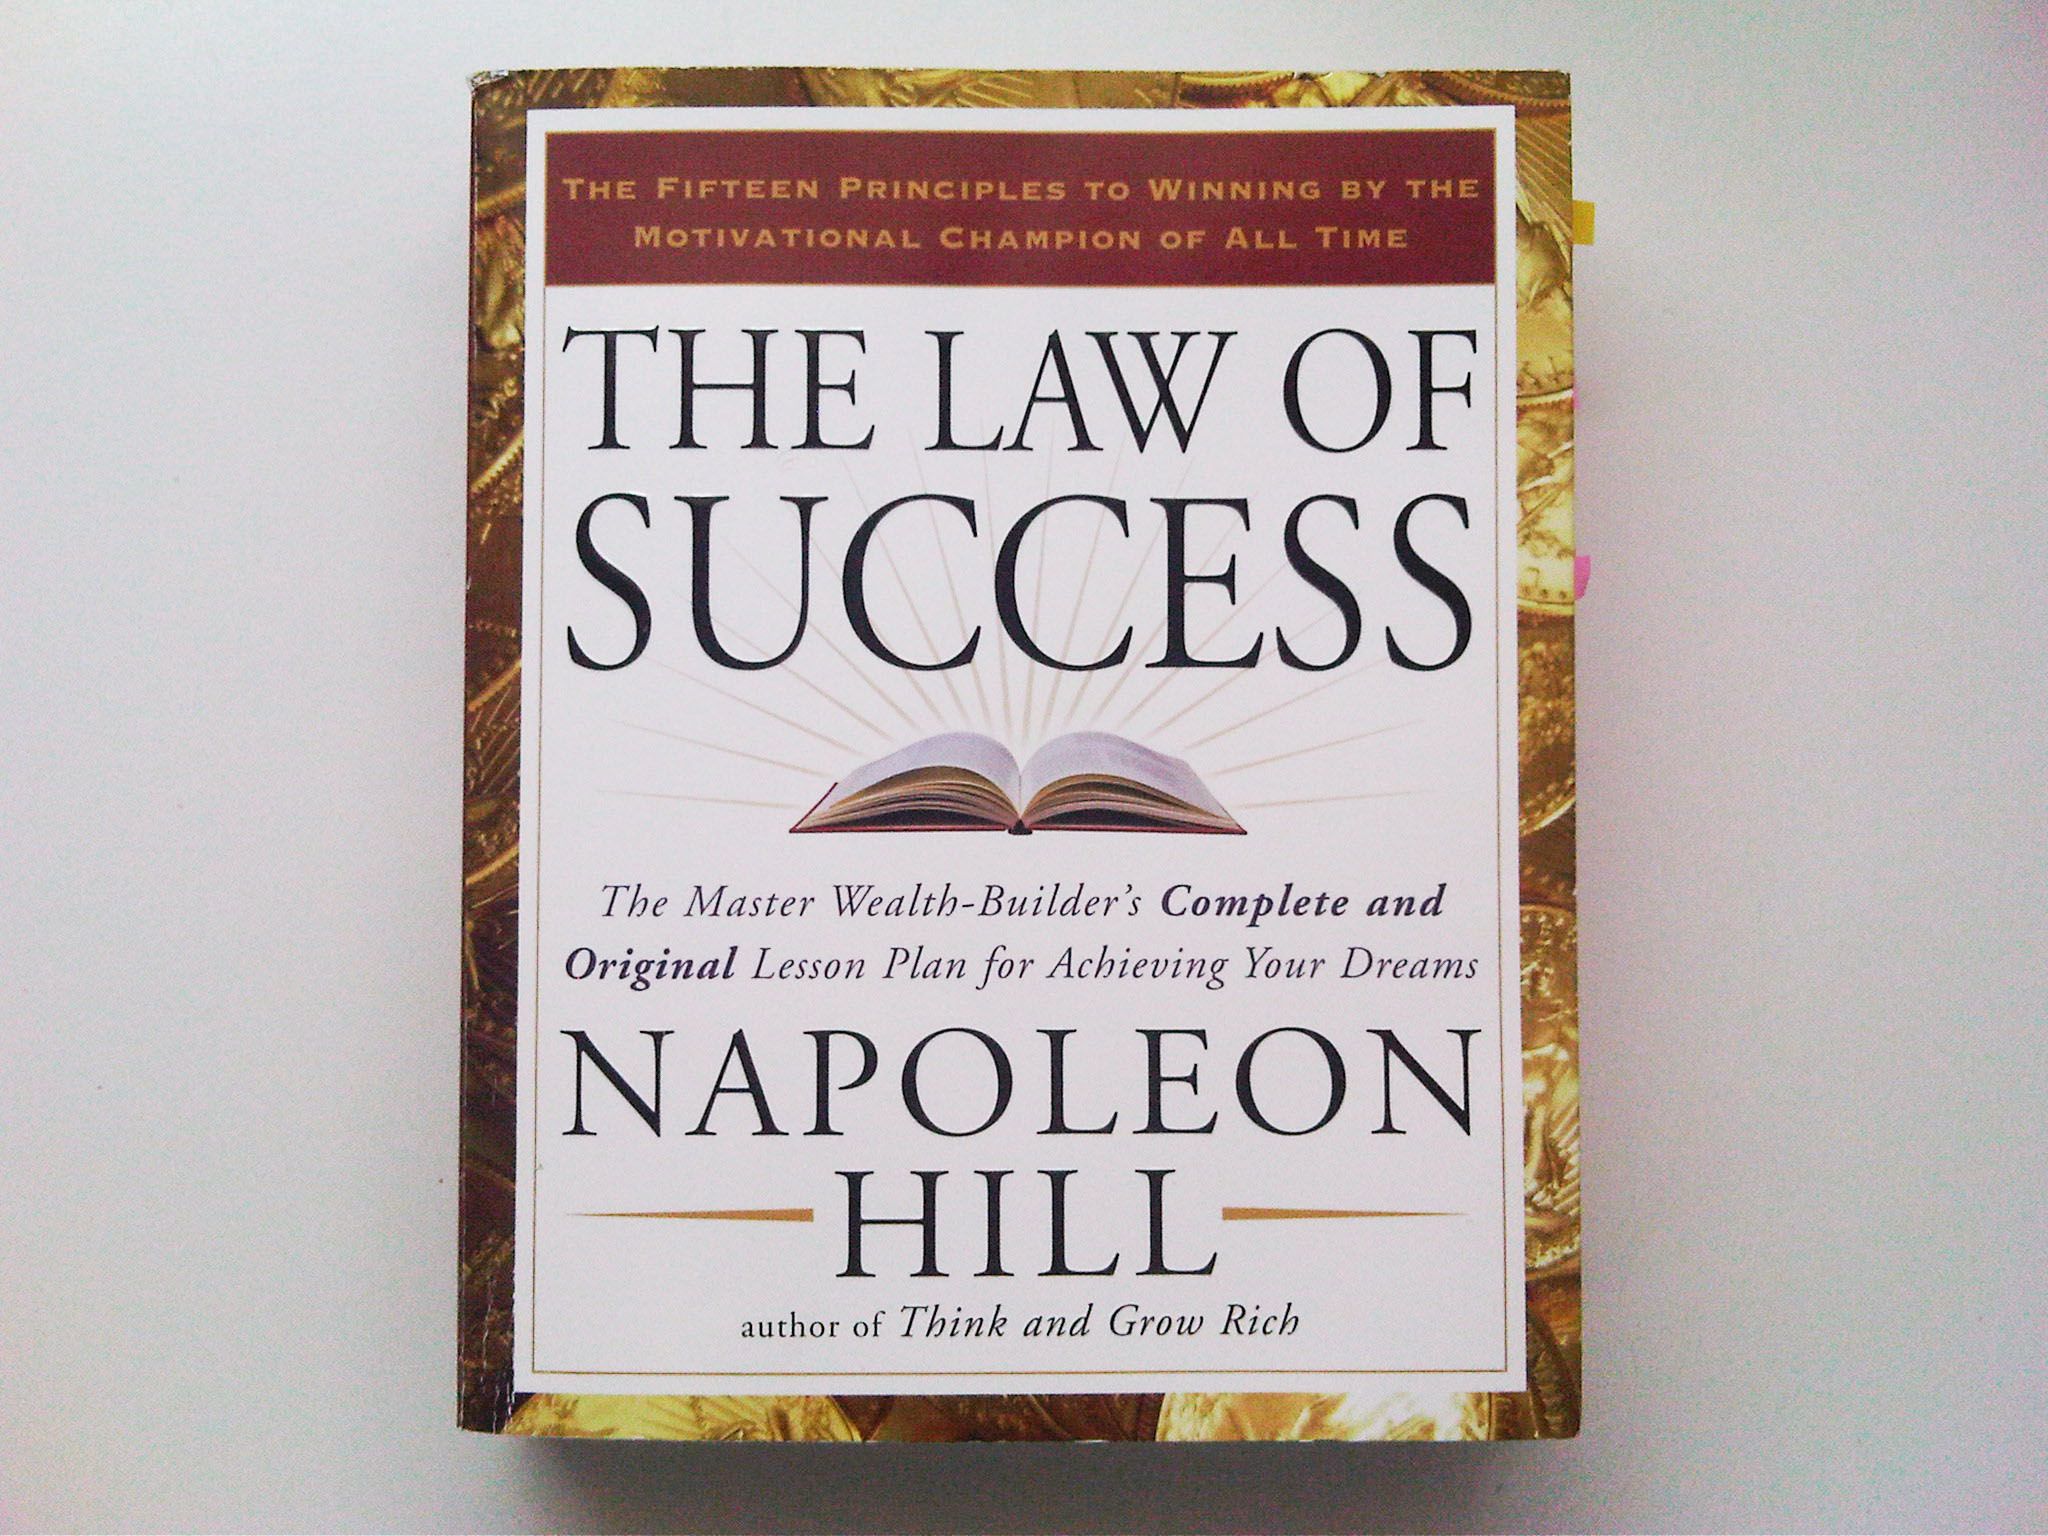 THE FIFTEEN PRINCIPLES TO WINNING BY THE
MOTIVATIONAL CHAMPION OF ALL TIME
THE LAW OF
SUCCESS
The Master Wealth-Builder's Complete and
Original Lesson Plan for Achieving Your Dreams
NAPOLEON
HILL
author of Think and Grow Rich